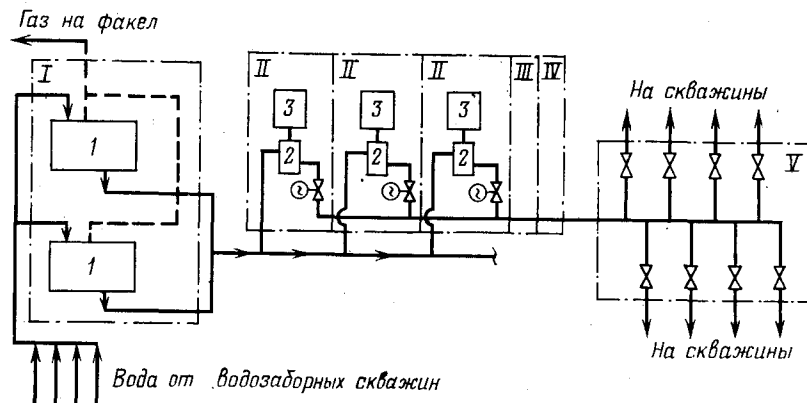 Газ на факел
I
II
II
II
III
IV
3
3
3
На скважины
1
2
2
2
V
1
На скважины
Вода от водозаборных скважин